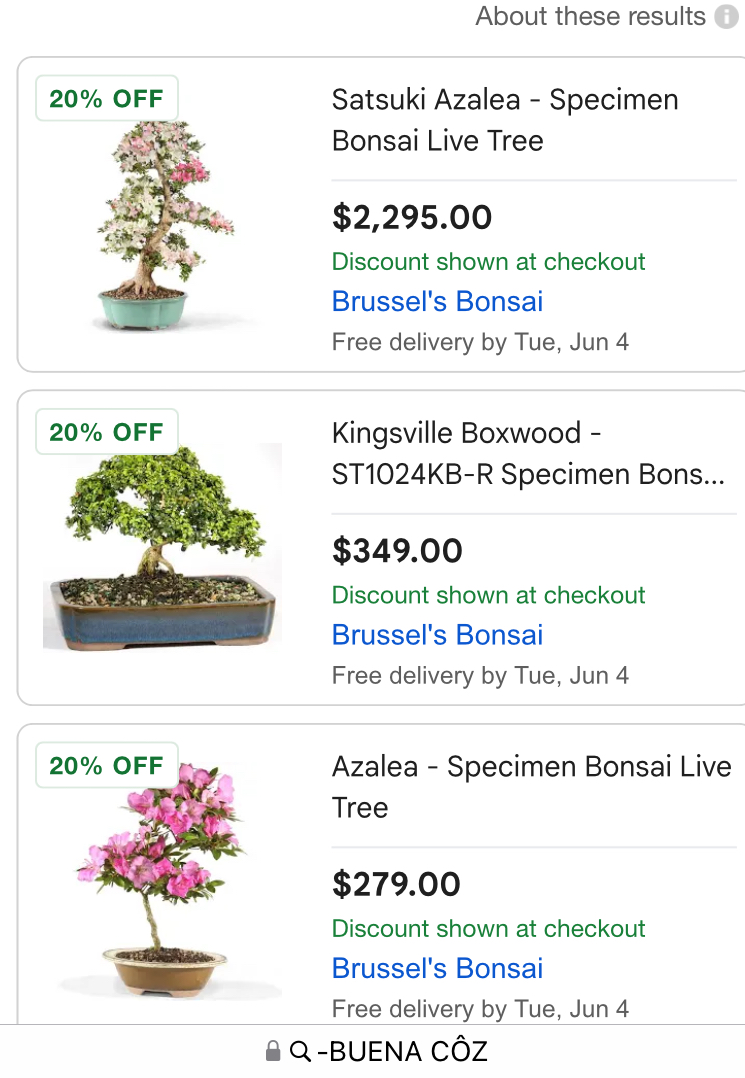 About these results
20% OFF
Satsuki Azalea - Specimen
Bonsai Live Tree
$2,295.00
Discount shown at checkout
Brussel's Bonsai
Free delivery by Tue, Jun 4
20% OFF
Kingsville Boxwood -
ST1024KB-R Specimen Bons...
$349.00
Discount shown at checkout
Brussel's Bonsai
Free delivery by Tue, Jun 4
20% OFF
Azalea - Specimen Bonsai Live
Tree
$279.00
Discount shown at checkout
Brussel's Bonsai
Free delivery by Tue, Jun 4
-BUENA CÔZ